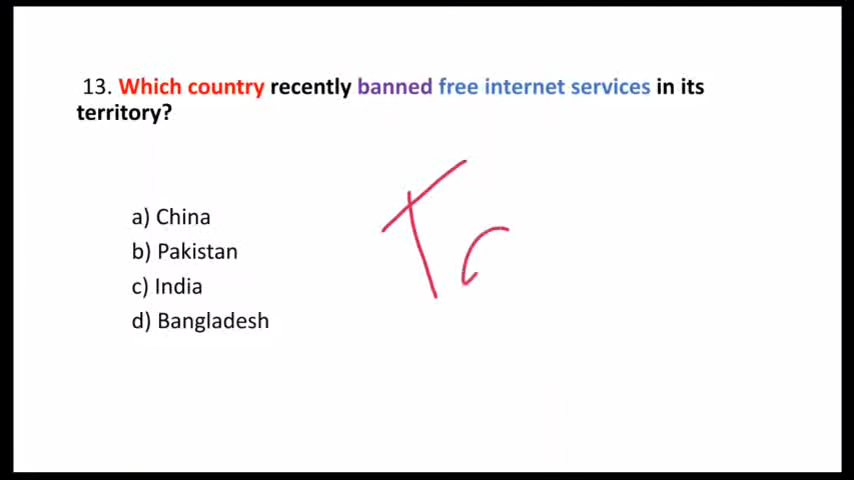 13. Which country recently banned free internet services in its
territory?
a) China
b) Pakistan
c) India
d) Bangladesh